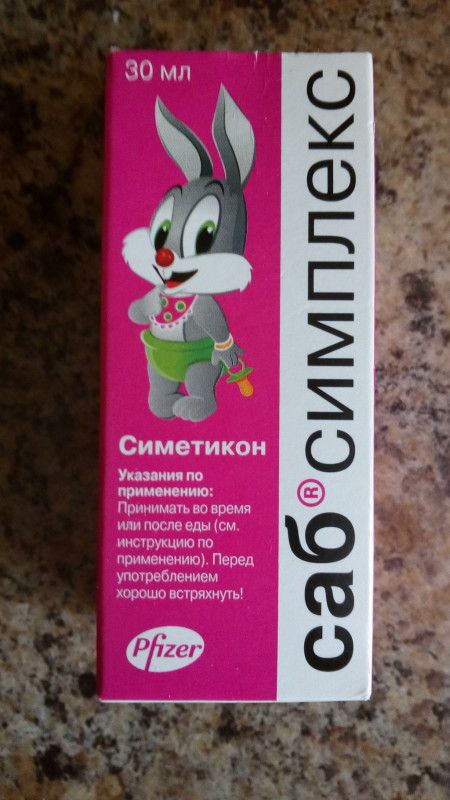 30 мл
Симетикон
Указания по
применению:
Принимать во время
или после еды (см.
инструкцию по
применению). Перед
употреблением
хорошо встряхнуть!
Pfizer
саб® симплекс